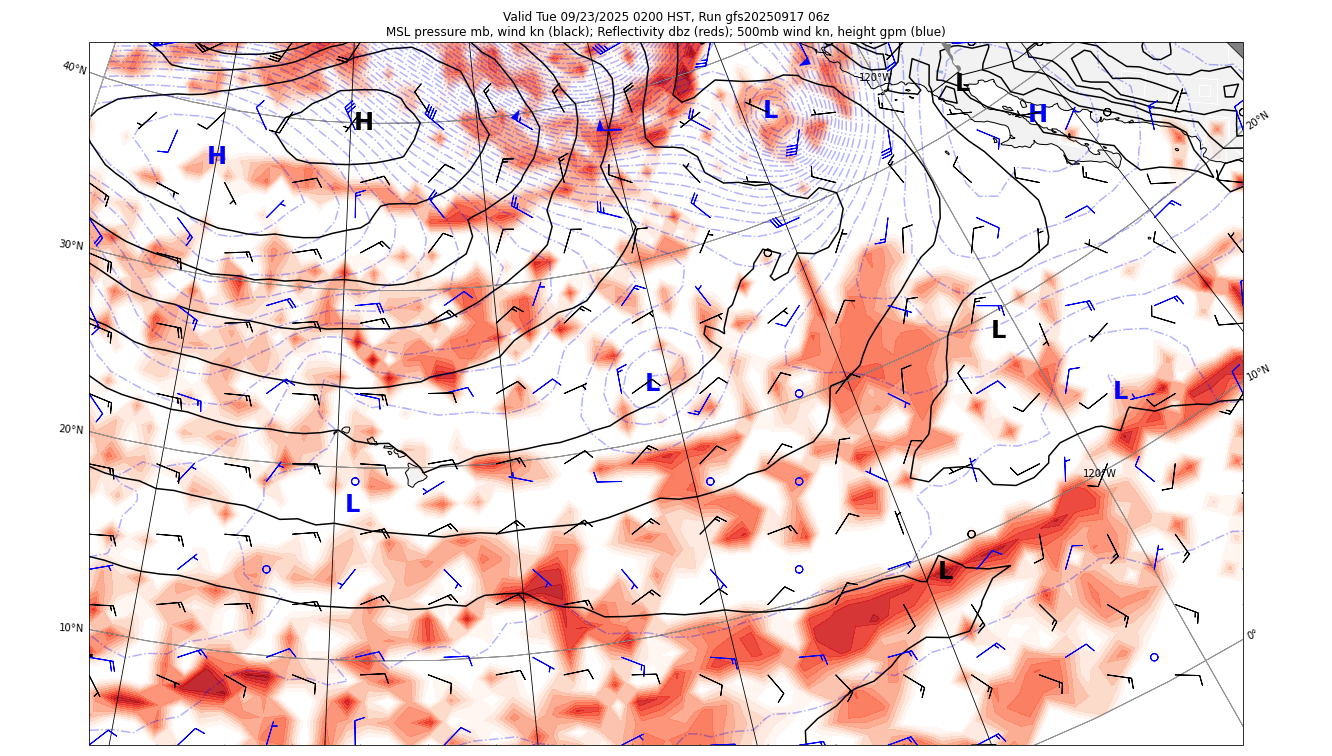 Valid Tue 09/23/2025 0200 HST, Run gfs20250917 06z
MSL pressure mb, wind kn (black); Reflectivity dbz (reds); 500mb wind kn, height gpm (blue)
40°N
120°W
L
L
H
H
20°N
H
30°N
L
10°N
L
L
20°N
120°W
L
L
10°N
0°